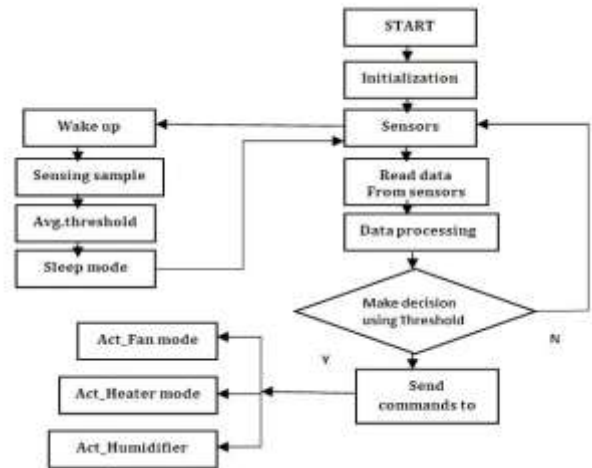 START
Initialization
Wake up
Sensors
Sensing sample
Read data
From sensors
Avg.threshold
Data processing
Sleep mode
Make decision
using Threshold
N
Act_Fan mode
Y
Act_Heater mode
Send
commands to
Act_Humidifier